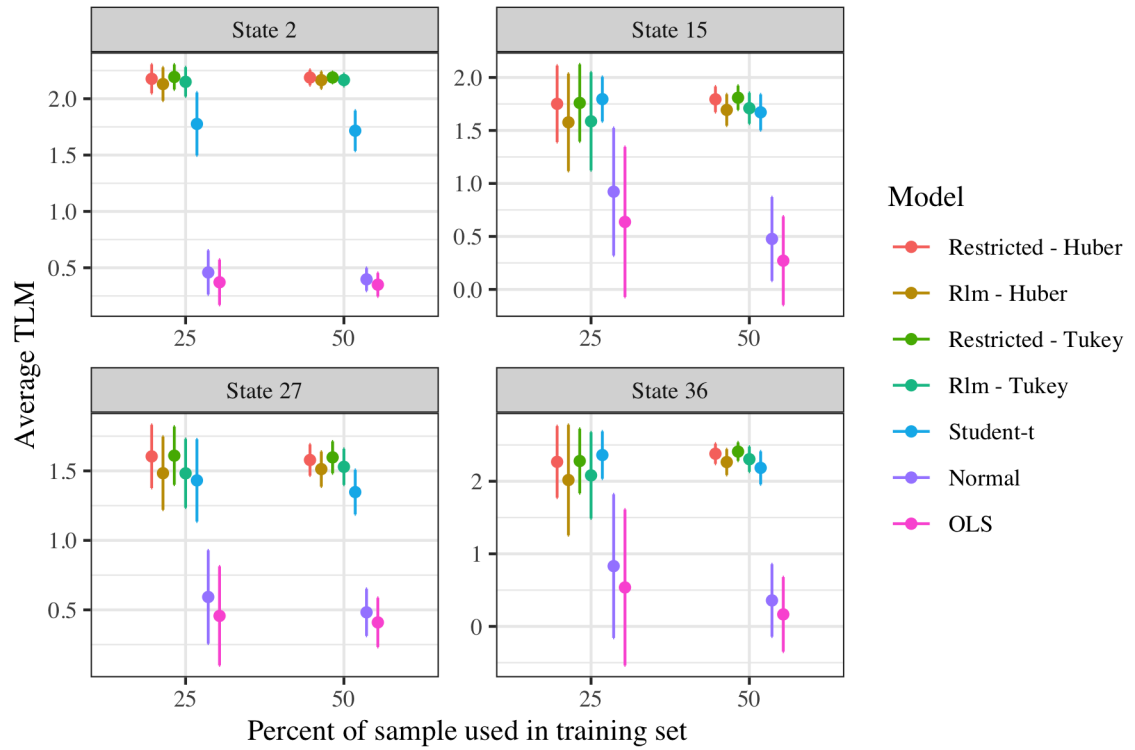 State 2
State 15
2.0
1.5
1.0
0.5
25
50
2.0
1.5
1.0
0.5
0.0
25
50
State 27
State 36
1.5
1.0
0.5
25
50
2
1
0
25
50
Average TLM
Percent of sample used in training set
Model
Restricted - Huber
Rlm - Huber
Restricted - Tukey
Rlm - Tukey
Student-t
Normal
OLS